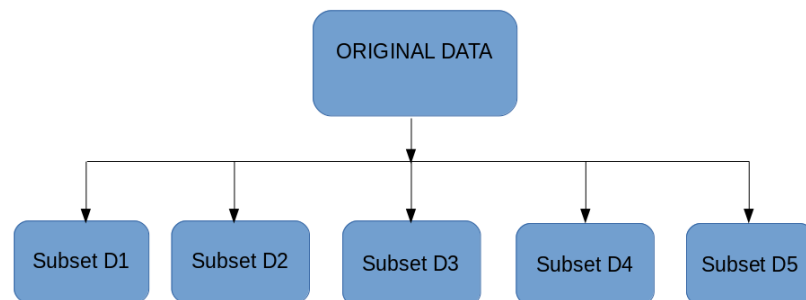 ORIGINAL DATA
Subset D1
Subset D2
Subset D3
Subset D4
Subset D5